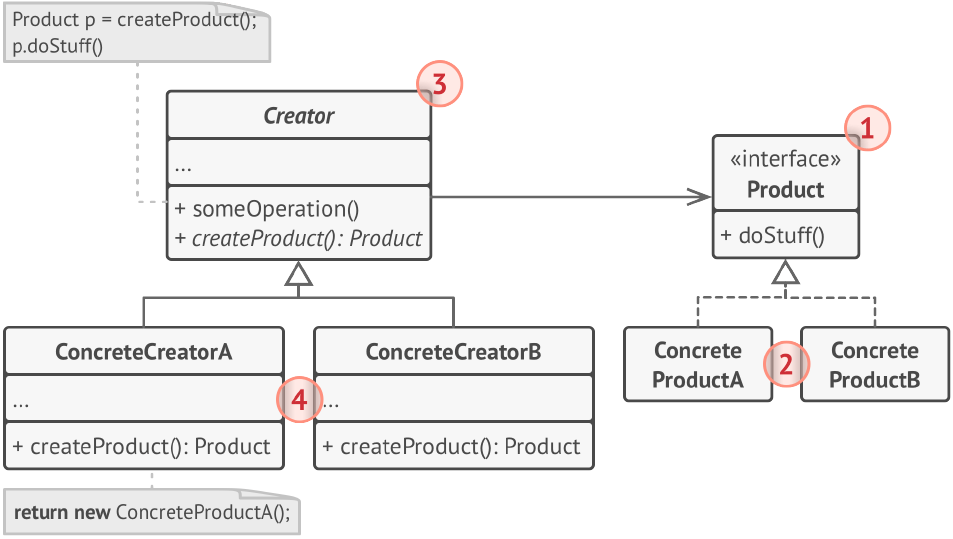 Product p = createProduct();
p.doStuff()
3
Creator
...
+ someOperation()
+ createProduct(): Product
1
«interface»
Product
+ doStuff()
ConcreteCreatorA
...
+ createProduct(): Product
4
ConcreteCreatorB
...
+ createProduct(): Product
Concrete
ProductA
2
Concrete
ProductB
return new ConcreteProductA();